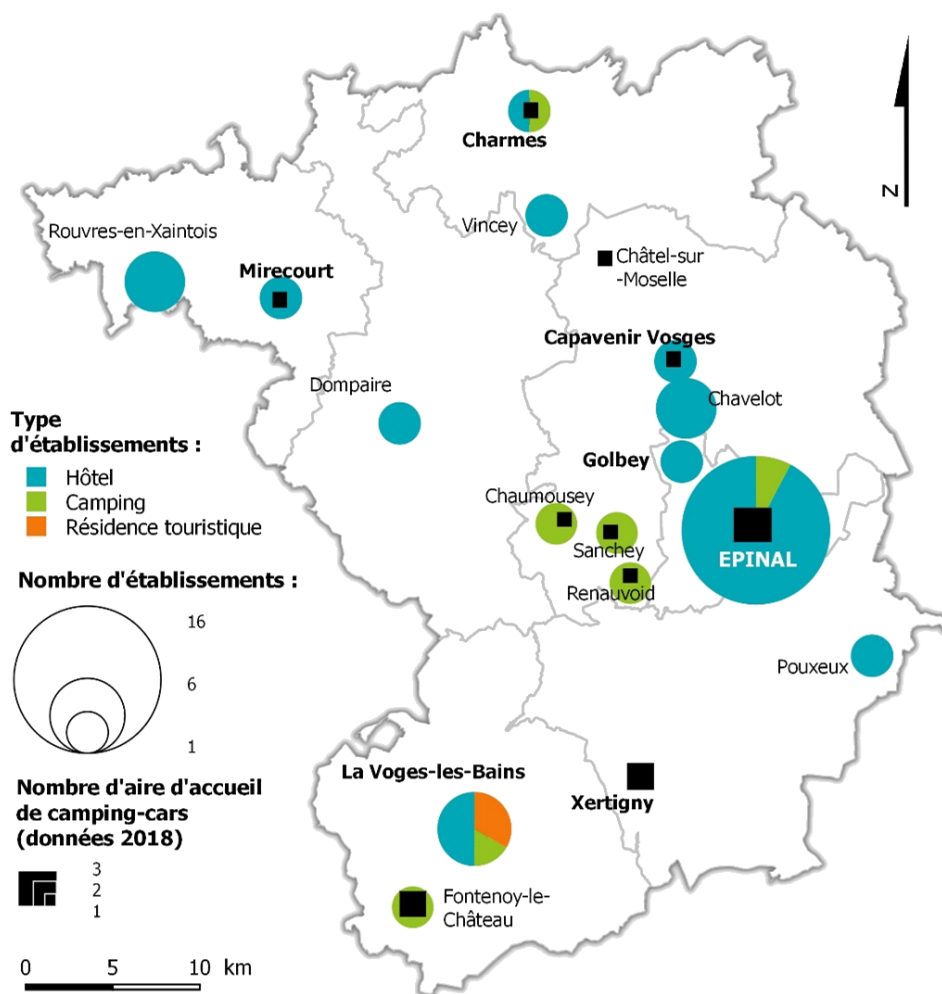 Charmes
N
Vincey
Rouvres-en-Xaintois
Châtel-sur
-Moselle
Mirecourt
Capavenir Vosges
Dompaire
Chavelot
Type
d'établissements :
Golbey
Hôtel
Chaumousey
Camping
Résidence touristique
Sanchey
EPINAL
Nombre d'établissements :
Renauvoid
16
Pouxeux
6
1
La Voges-les-Bains
Nombre d'aire d'accueil
Xertigny
de camping-cars
(données 2018)
3
2
1
Fontenoy-le-
Château
0 5 10 km